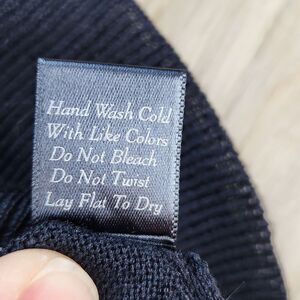 Hand Wash Cold
With Like Colors
Do Not Bleach
Do Not Twist
Lay Flat To Dry